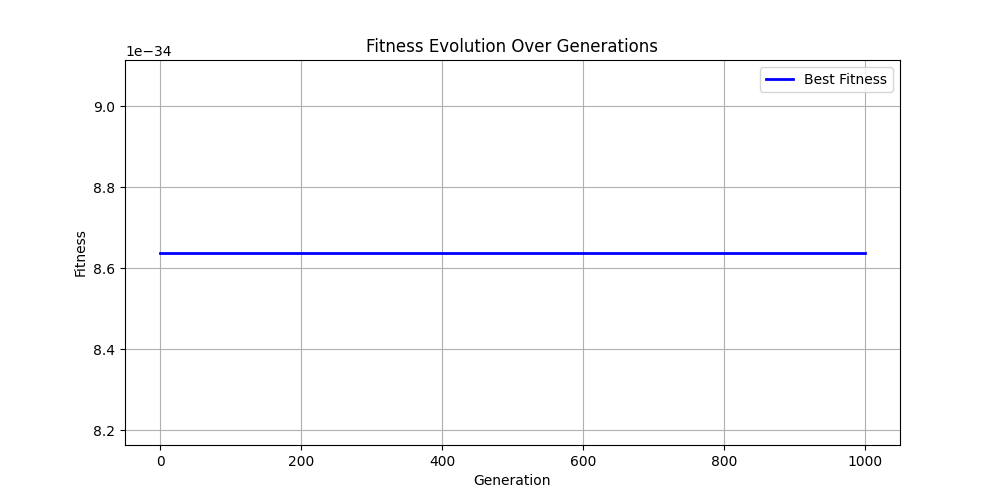 Fitness Evolution Over Generations
1e−34
Best Fitness
9.0
8.8
8.6
8.4
8.2
Fitness
0 200 400 600 800 1000
Generation